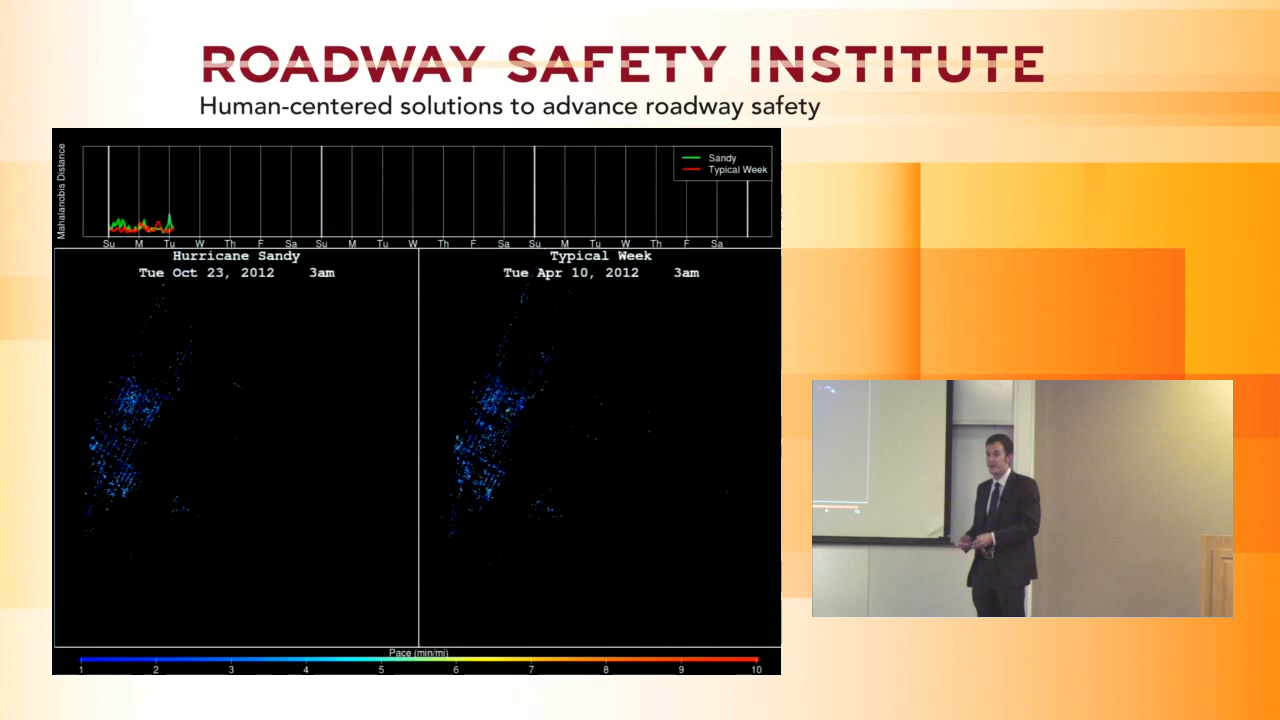 ROADWAY SAFETY INSTITUTE
Human-centered solutions to advance roadway safety
Mahalanobis Distance
Sandy
Typical Week
Su M Tu W Th F Sa Su M Tu W Th F Sa Su M Tu W Th F Sa
Hurricane Sandy
Tue Oct 23, 2012 3am
Typical Week
Tue Apr 10, 2012 3am
Pace (min/mi)
1 2 3 4 5 6 7 8 9 10